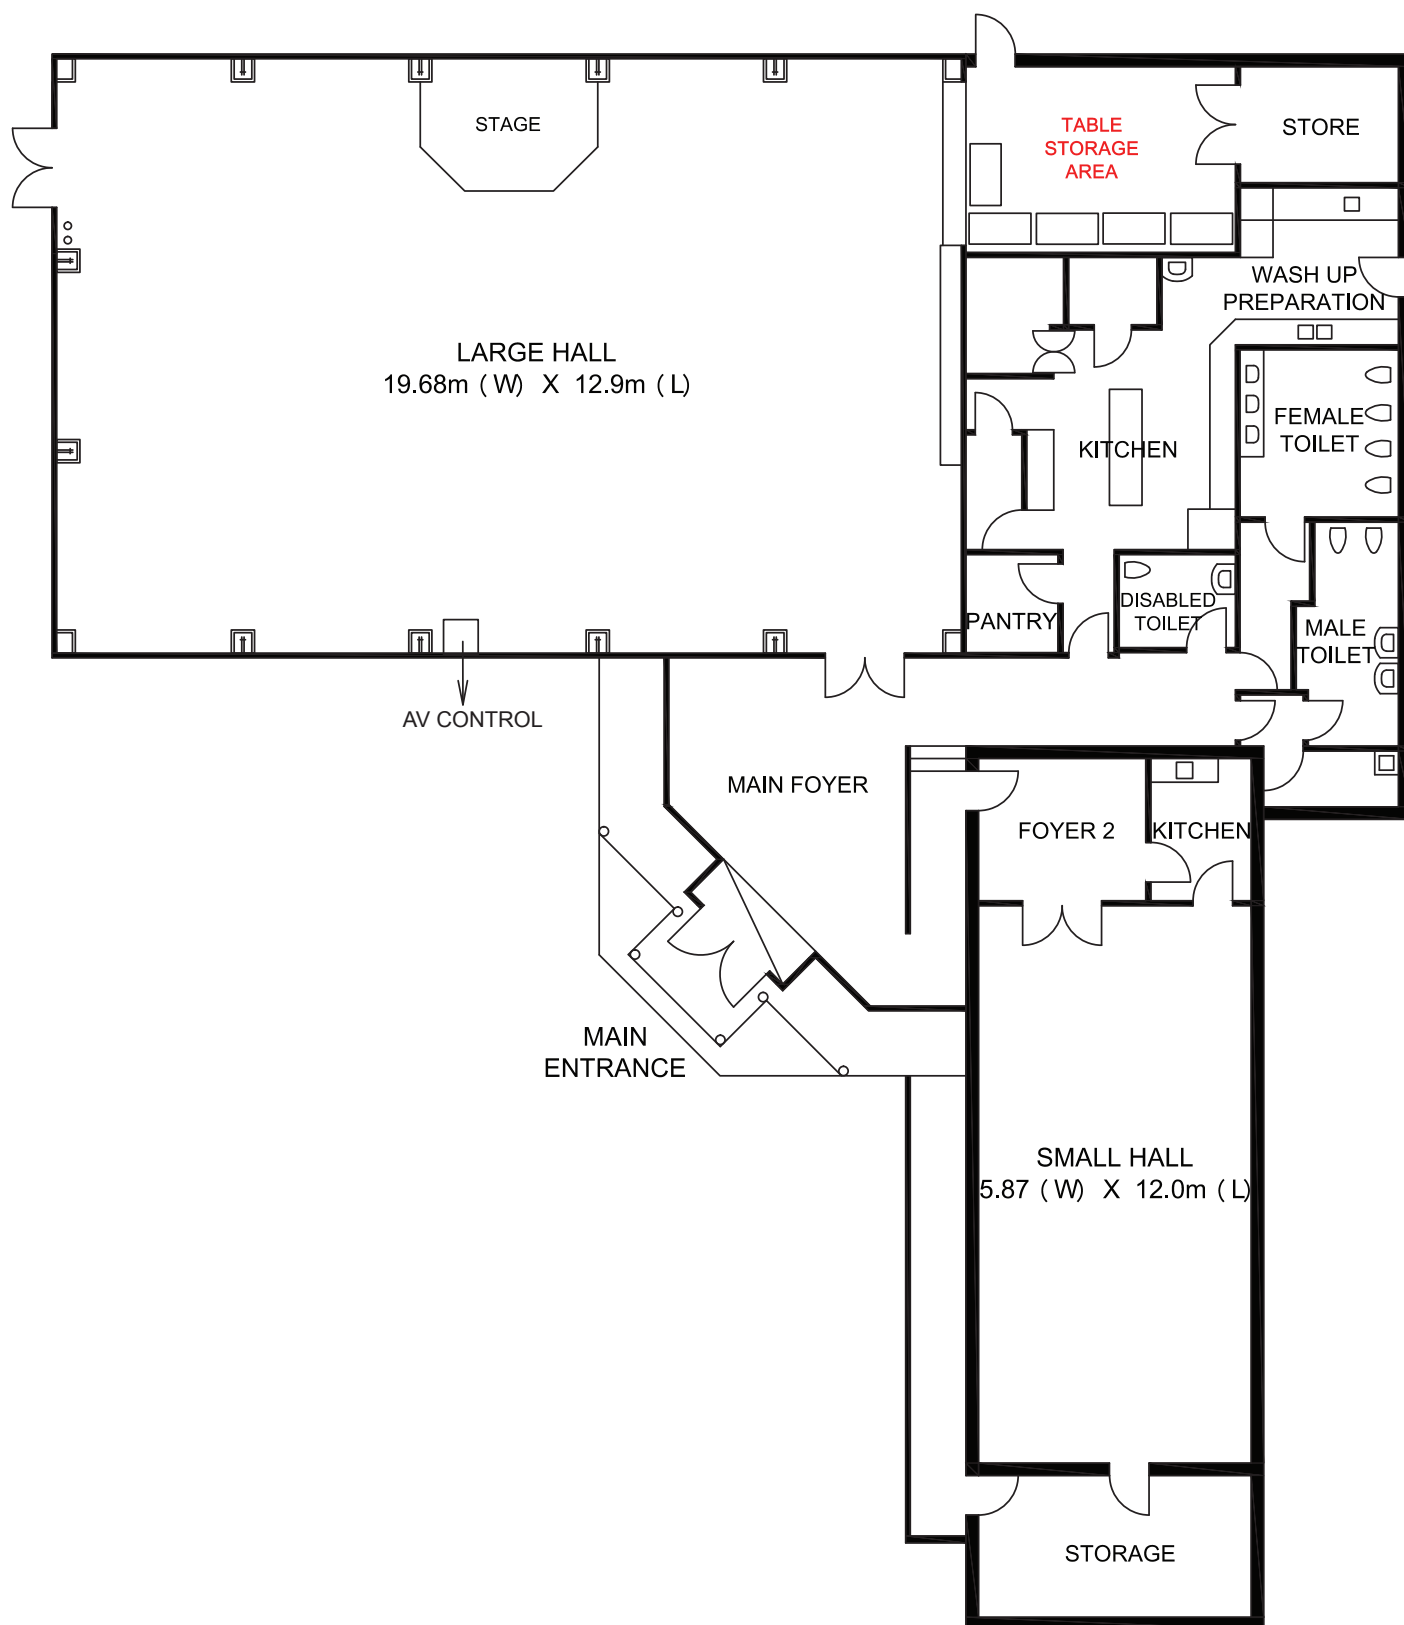 STAGE
TABLE
STORAGE
AREA
STORE
WASH UP
PREPARATION
LARGE HALL
19.68m (W) X 12.9m (L)
KITCHEN
FEMALE
TOILET
DISABLED
TOILET
PANTRY
MALE
TOILET
AV CONTROL
MAIN FOYER
FOYER 2
KITCHEN
MAIN
ENTRANCE
SMALL HALL
5.87 (W) X 12.0m (L)
STORAGE